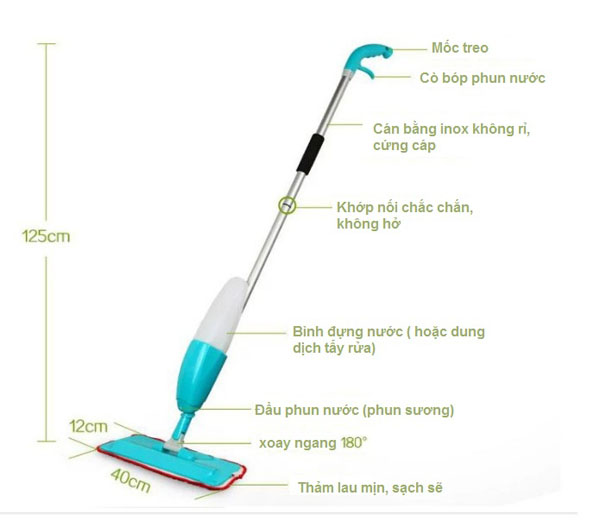 Mốc treo
Cò bóp phun nước
Cán bằng inox không rỉ,
cứng cáp
Khớp nối chắc chắn,
không hở
125cm
Bình đựng nước ( hoặc dung
dịch tấy rửa)
Đầu phun nước (phun sương)
12cm
xoay ngang 180°
40cm
Thảm lau mịn, sạch sẽ